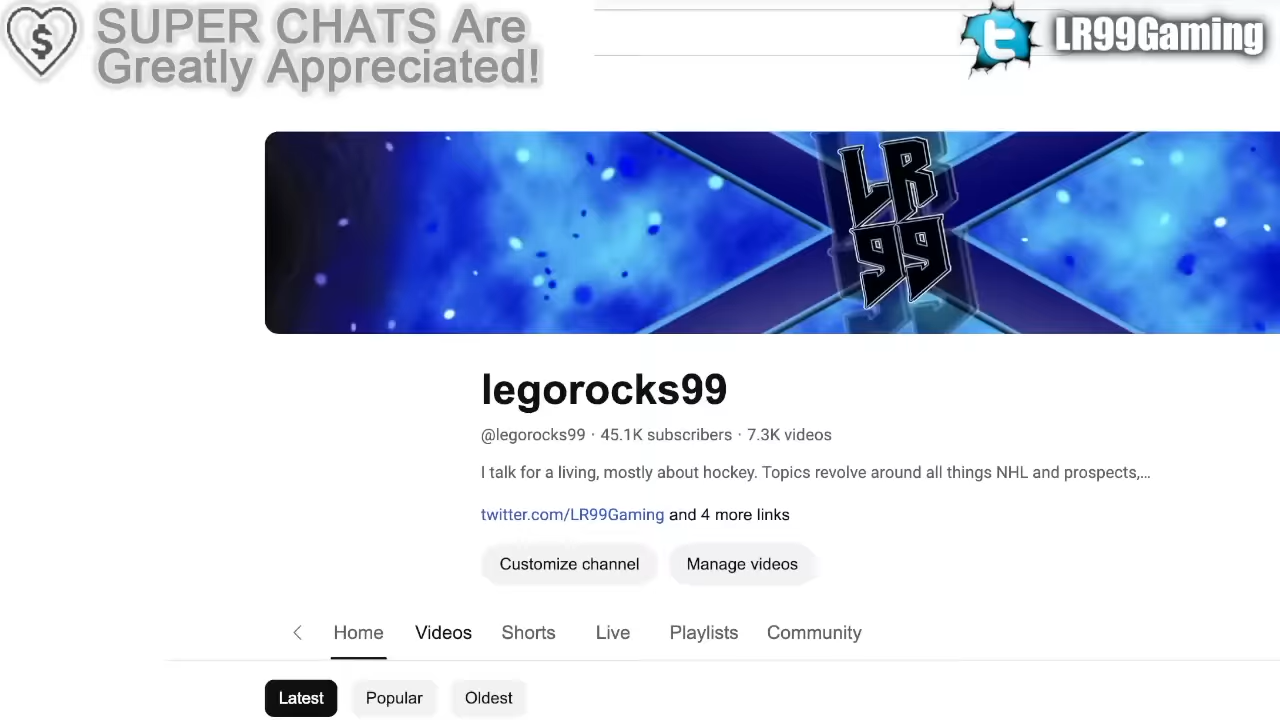 SUPER CHATS Are
Greatly Appreciated!
LR99Gaming
LR
99
legorocks99
@legorocks99 · 45.1K subscribers · 7.3K videos
I talk for a living, mostly about hockey. Topics revolve around all things NHL and prospects,...
twitter.com/LR99Gaming and 4 more links
Customize channel Manage videos
Home Videos Shorts Live Playlists Community
Latest Popular Oldest